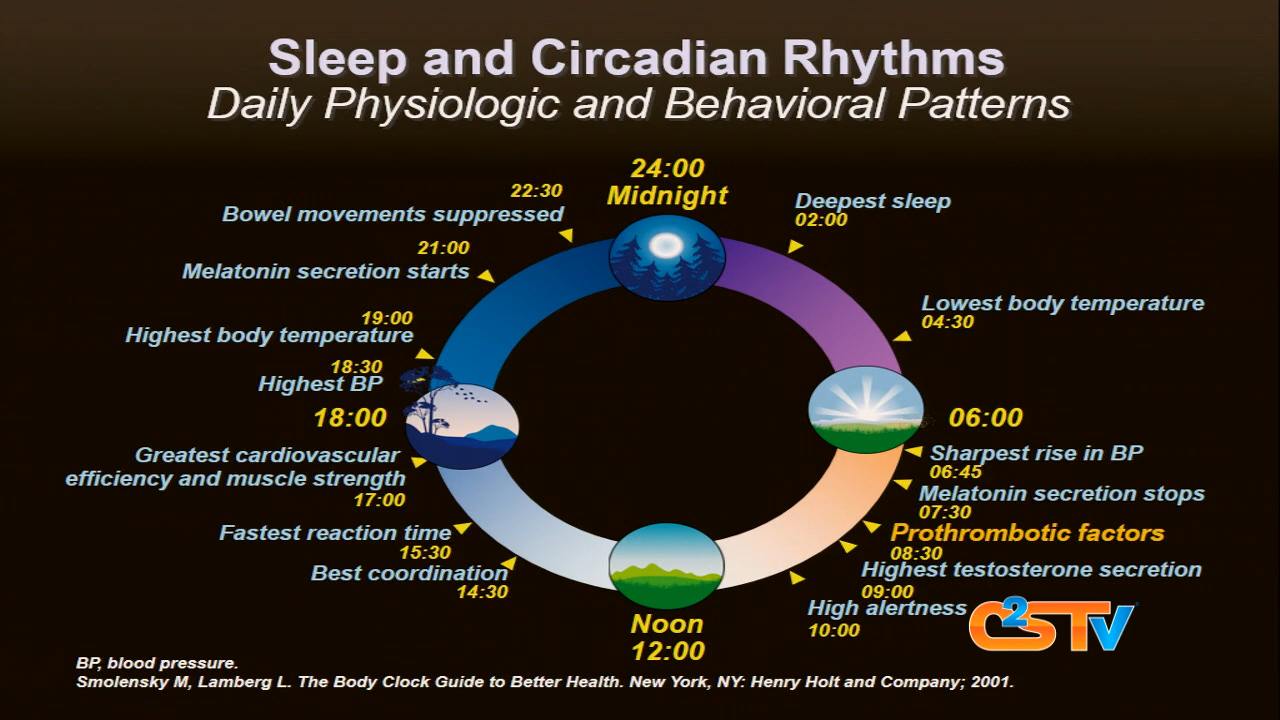 Sleep and Circadian Rhythms
Daily Physiologic and Behavioral Patterns
24:00
Midnight
Deepest sleep
02:00
Lowest body temperature
04:30
06:00
Sharpest rise in BP
06:45
Melatonin secretion stops
07:30
Prothrombotic factors
08:30
Highest testosterone secretion
09:00
High alertness
10:00
Noon
12:00
Best coordination
14:30
Fastest reaction time
15:30
Greatest cardiovascular
efficiency and muscle strength
17:00
18:00
18:30
Highest BP
19:00
Highest body temperature
21:00
Melatonin secretion starts
22:30
Bowel movements suppressed
C2STV
BP, blood pressure.
Smolensky M, Lamberg L. The Body Clock Guide to Better Health. New York, NY: Henry Holt and Company; 2001.